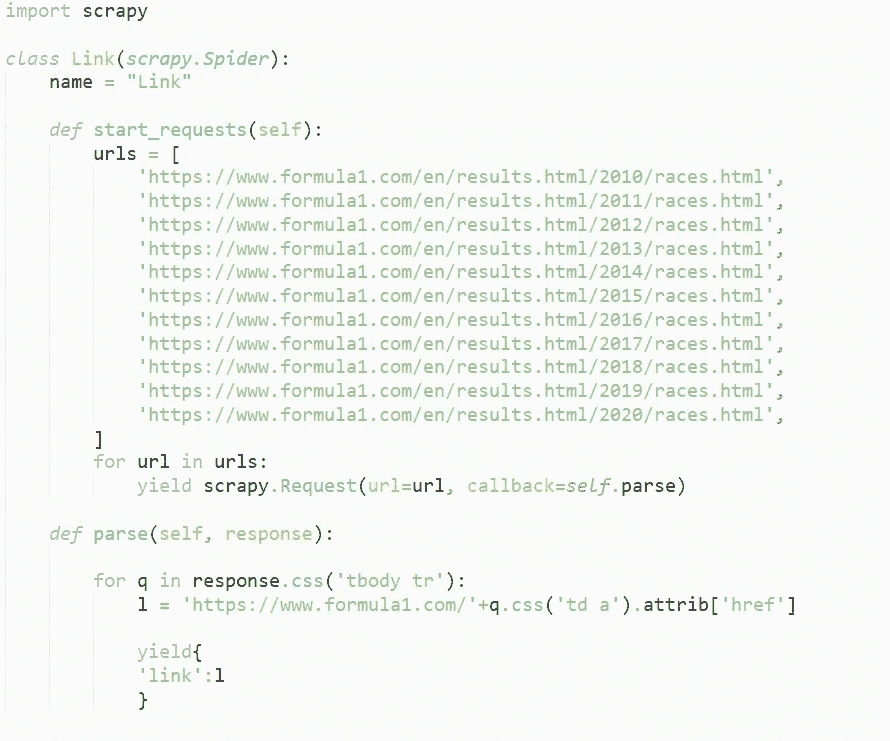 import scrapy
class Link(scrapy.Spider):
name = "Link"
def start_requests(self):
urls = [
'https://www.formula1.com/en/results.html/2010/races.html',
'https://www.formula1.com/en/results.html/2011/races.html',
'https://www.formula1.com/en/results.html/2012/races.html',
'https://www.formula1.com/en/results.html/2013/races.html',
'https://www.formula1.com/en/results.html/2014/races.html',
'https://www.formula1.com/en/results.html/2015/races.html',
'https://www.formula1.com/en/results.html/2016/races.html',
'https://www.formula1.com/en/results.html/2017/races.html',
'https://www.formula1.com/en/results.html/2018/races.html',
'https://www.formula1.com/en/results.html/2019/races.html',
'https://www.formula1.com/en/results.html/2020/races.html',
]
for url in urls:
yield scrapy.Request(url=url, callback=self.parse)
def parse(self, response):
for q in response.css('tbody tr'):
l = 'https://www.formula1.com/'+q.css('td a').attrib['href']
yield{
'link':l
}